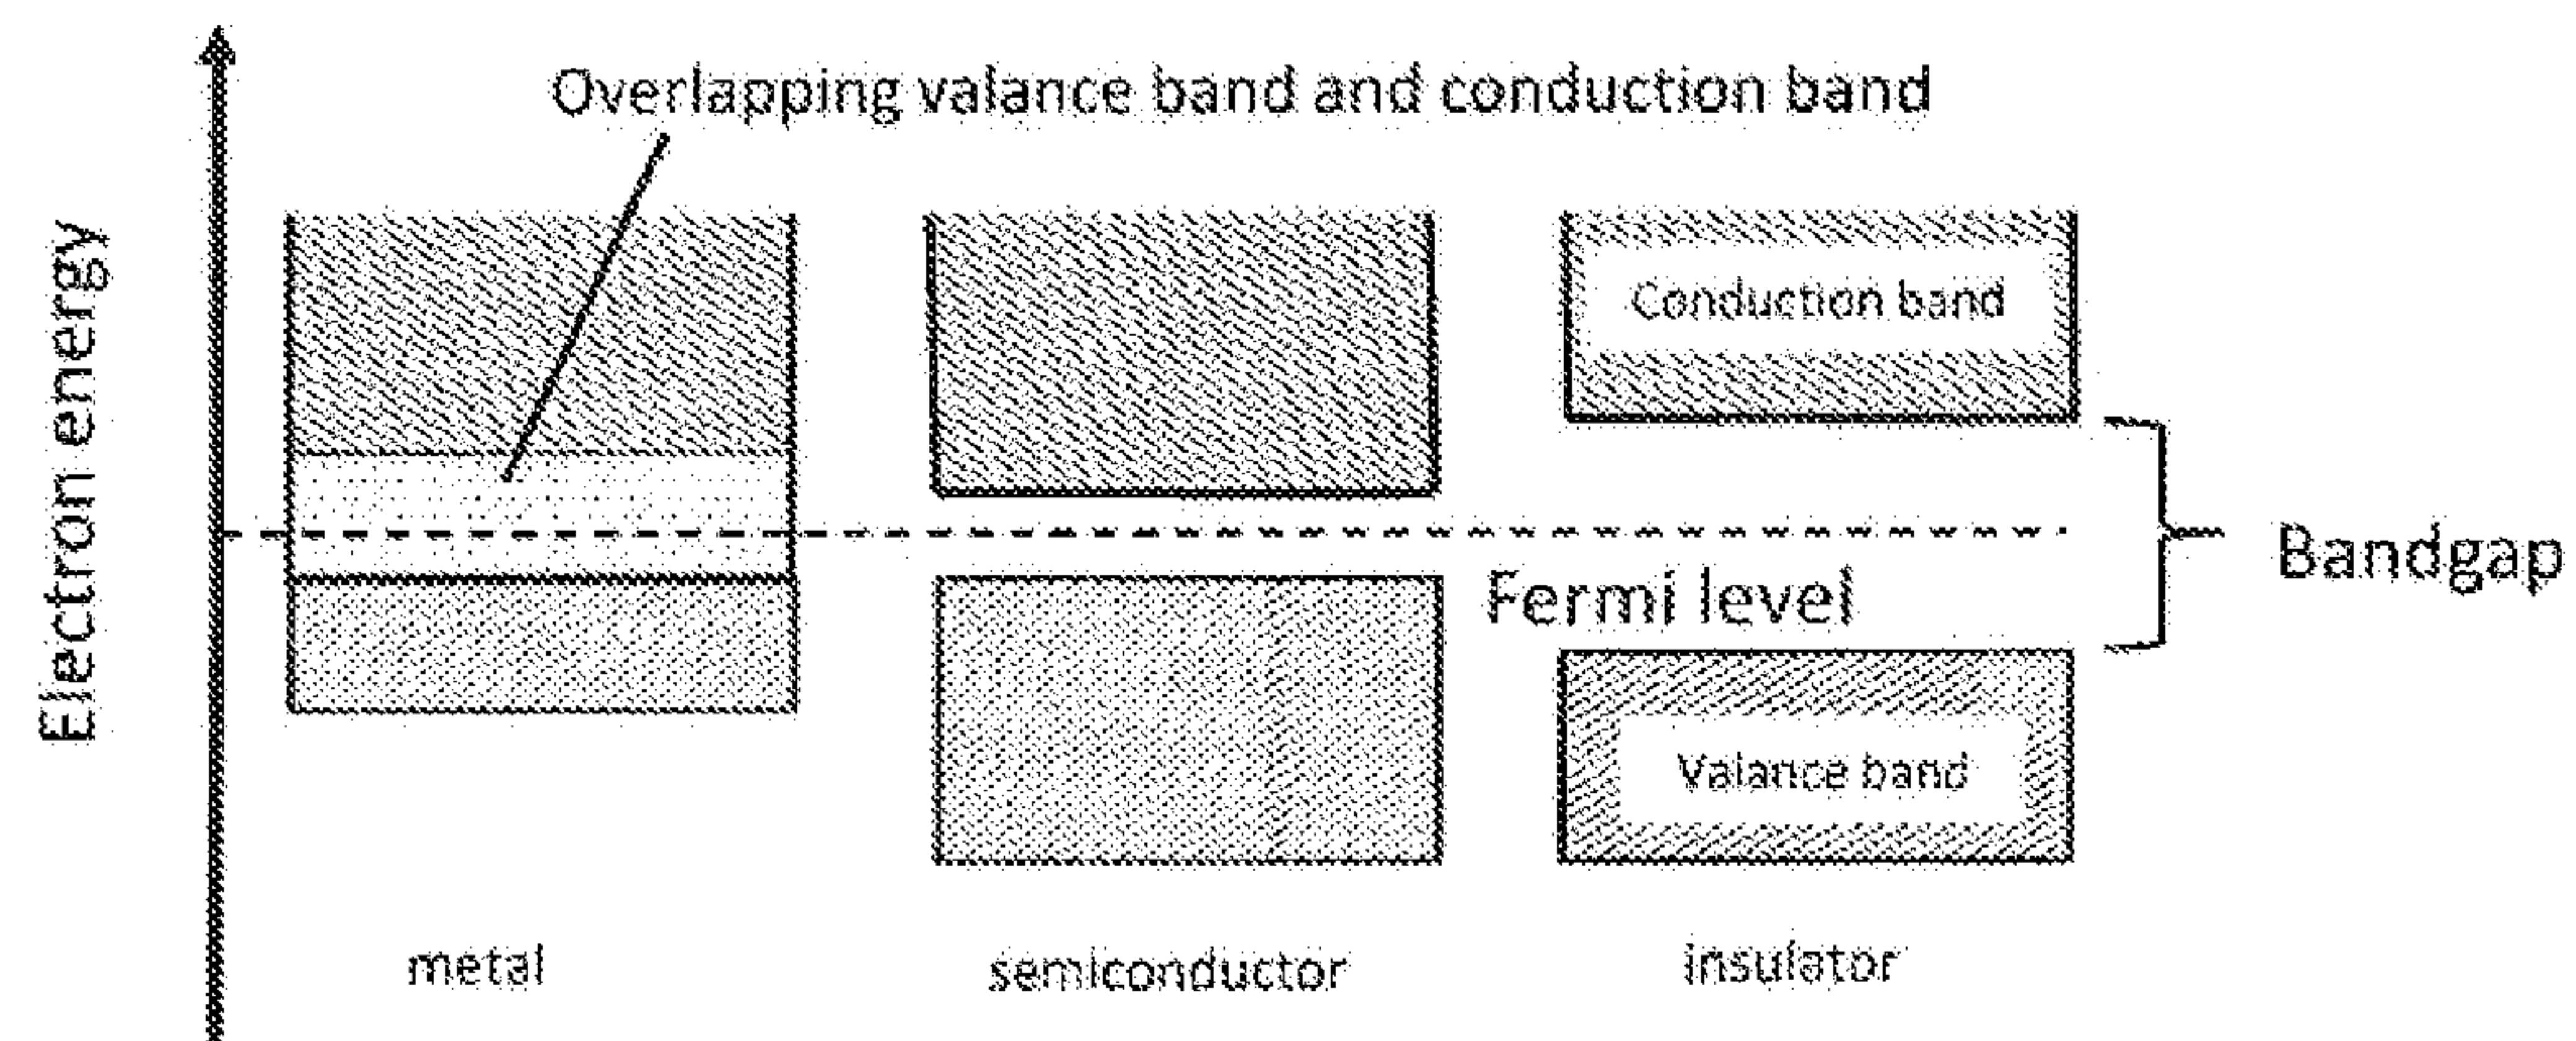 Overlapping valance band and conduction band
Electron energy
Conduction band
Fermi level
Bandgap
Valance band
metal
semiconductor
insulator